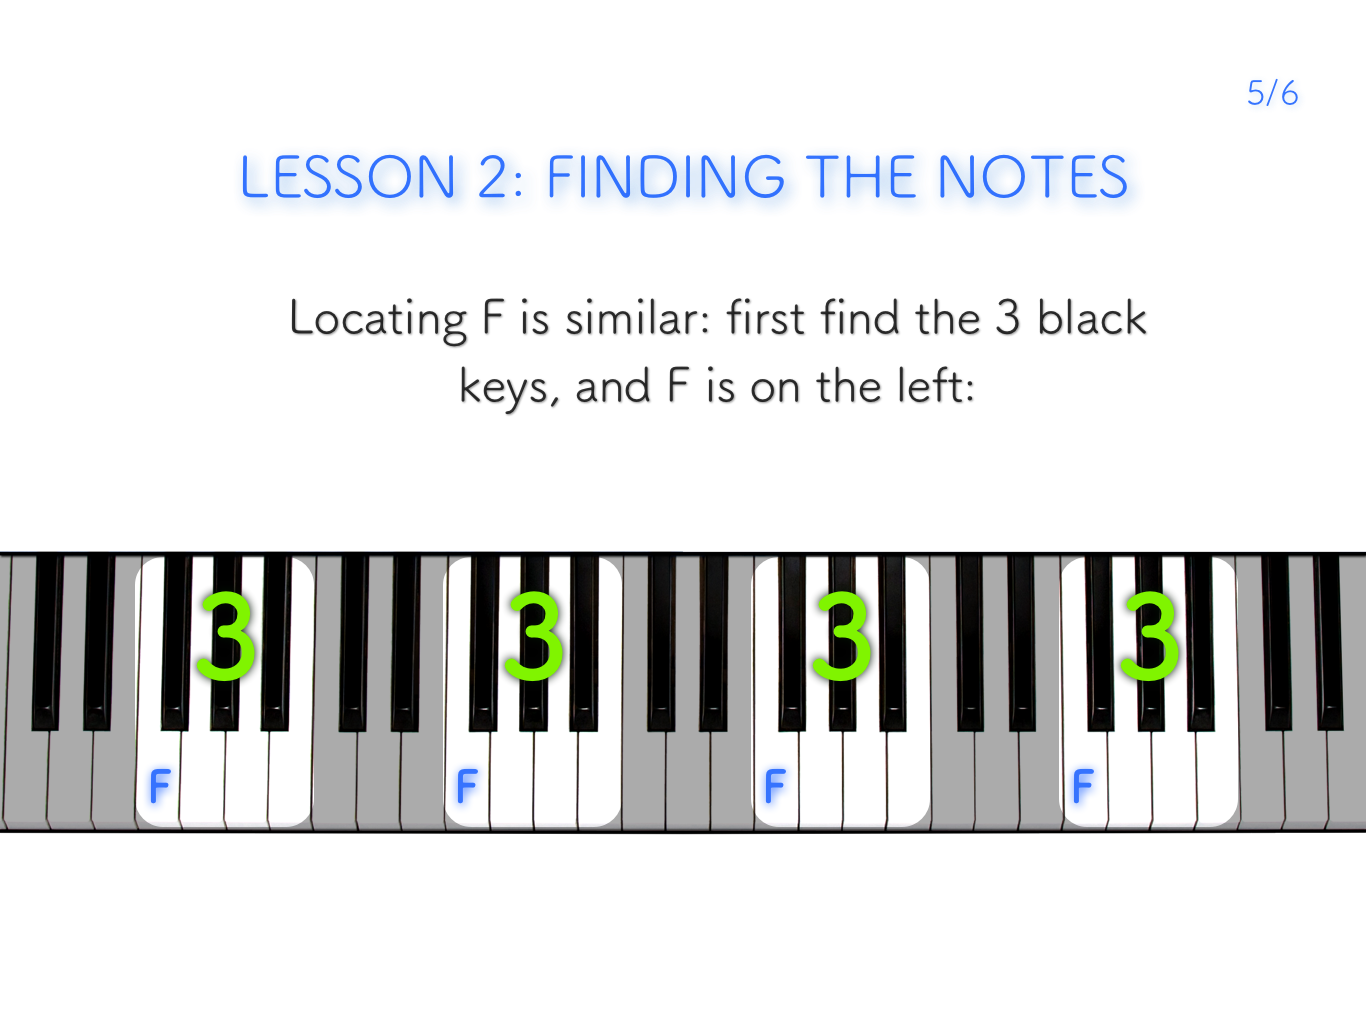 5/6
LESSON 2: FINDING THE NOTES
Locating F is similar: first find the 3 black
keys, and F is on the left:
3 3 3 3
F F F F